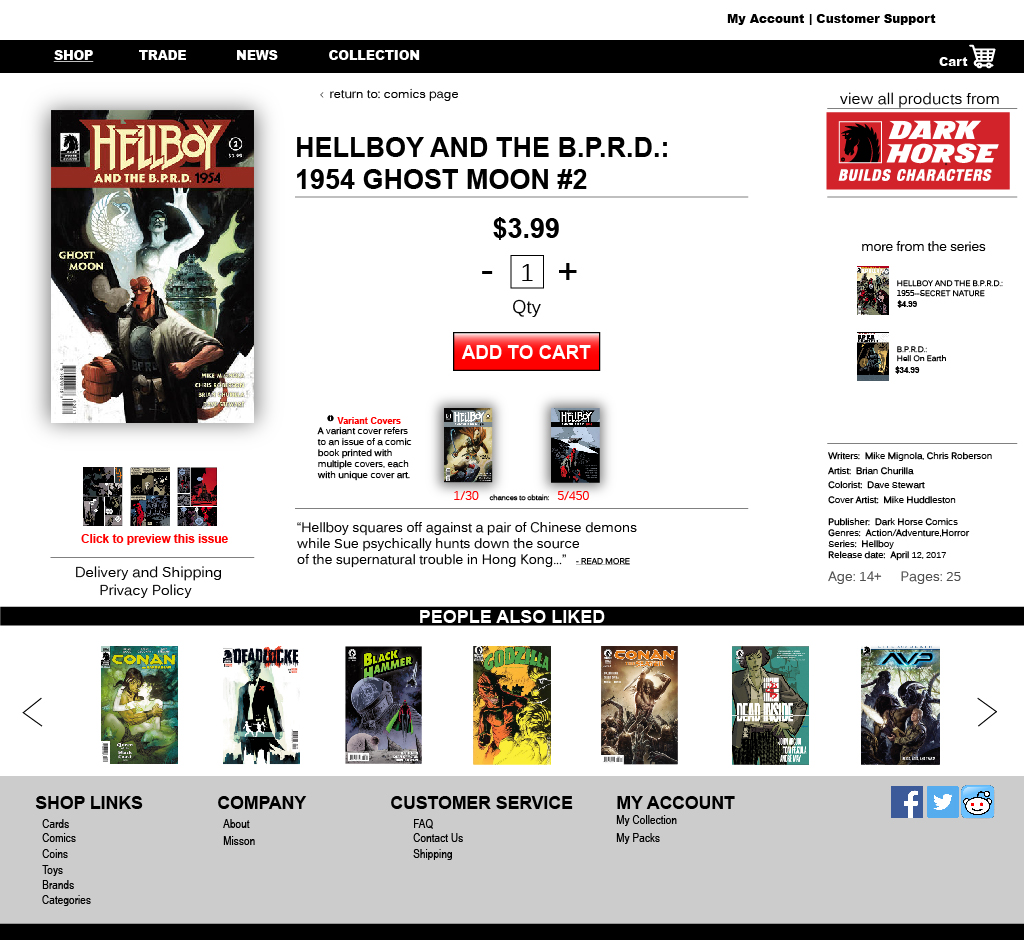 My Account | Customer Support
SHOP
TRADE
NEWS
COLLECTION
Cart
‹ return to: comics page
HELLBOY
AND THE B.P.R.D. 1954
2
$3.99
GHOST
MOON
HELLBOY AND THE B.P.R.D.:
1954 GHOST MOON #2
$3.99
- 1 +
Qty
ADD TO CART
Variant Covers
A variant cover refers
to an issue of a comic
book printed with
multiple covers, each
with unique cover art.
HELLBOY
HELLBOY
1/30 chances to obtain: 5/450
“Hellboy squares off against a pair of Chinese demons
while Sue psychically hunts down the source
of the supernatural trouble in Hong Kong...” - READ MORE
Click to preview this issue
Delivery and Shipping
Privacy Policy
view all products from
DARK
HORSE
BUILDS CHARACTERS
more from the series
HELLBOY AND THE B.P.R.D.:
1955--SECRET NATURE
$4.99
B.P.R.D.:
Hell On Earth
$34.99
Writers: Mike Mignola, Chris Roberson
Artist: Brian Churilla
Colorist: Dave Stewart
Cover Artist: Mike Huddleston
Publisher: Dark Horse Comics
Genres: Action/Adventure,Horror
Series: Hellboy
Release date: April 12, 2017
Age: 14+ Pages: 25
PEOPLE ALSO LIKED
CONAN
DEADLOCKE
BLACK
HAMMER
GODZILLA
CONAN
DEAD INSIDE
AVP
SHOP LINKS
Cards
Comics
Coins
Toys
Brands
Categories
COMPANY
About
Misson
CUSTOMER SERVICE
FAQ
Contact Us
Shipping
MY ACCOUNT
My Collection
My Packs